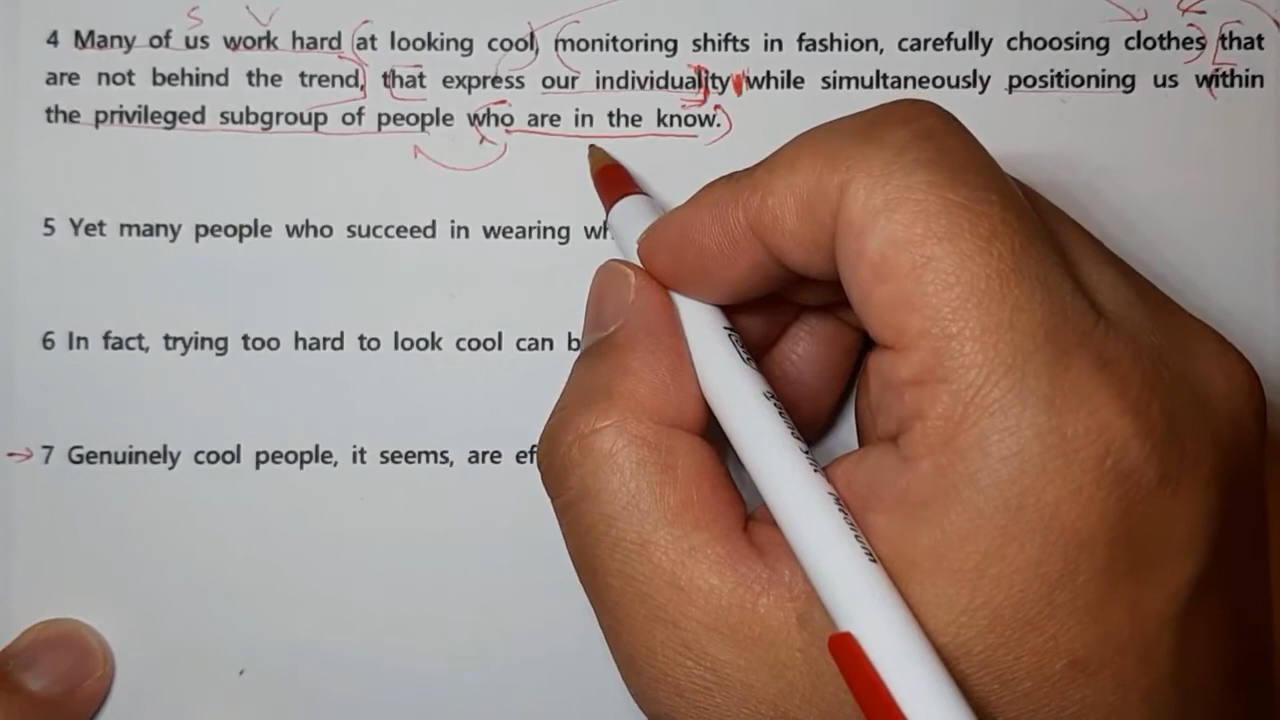 S V
4 Many of us work hard at looking cool, monitoring shifts in fashion, carefully choosing clothes that
are not behind the trend, that express our individuality while simultaneously positioning us within
the privileged subgroup of people who are in the know.
5 Yet many people who succeed in wearing
6 In fact, trying too hard to look cool can
7 Genuinely cool people, it seems, are